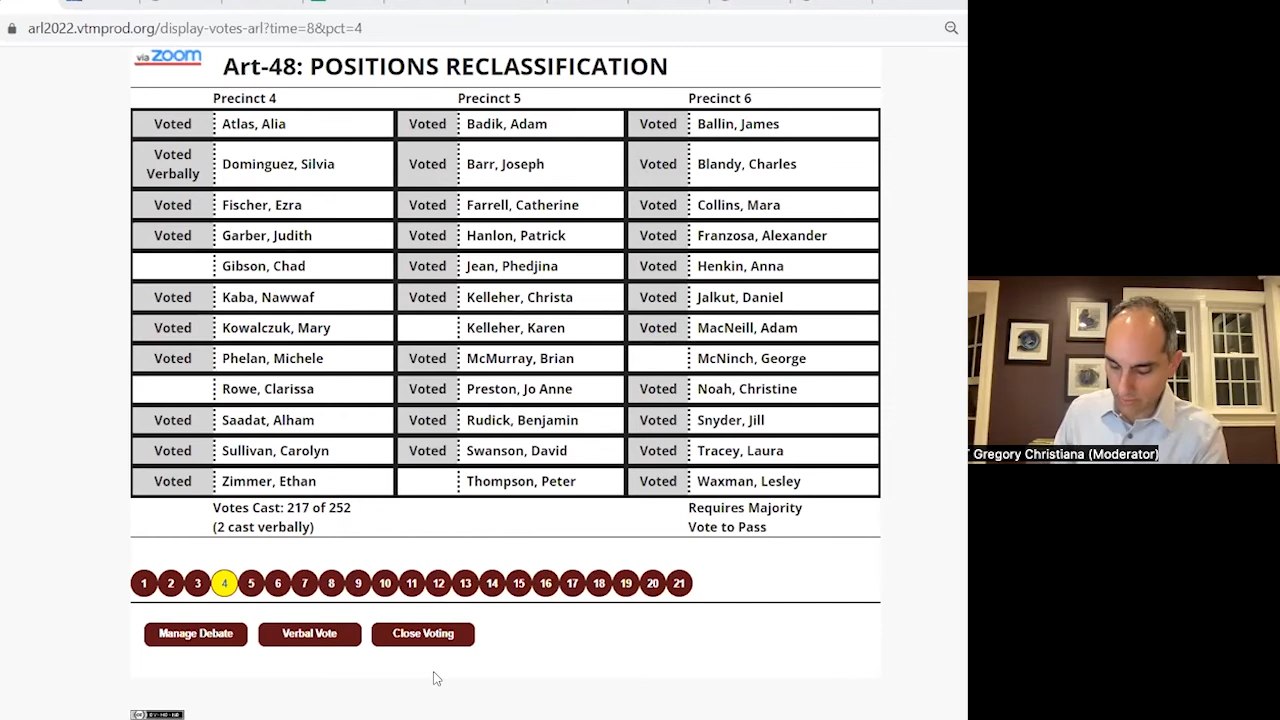 arl2022.vtmprod.org/display-votes-arl?time=8&pct=4
via zoom
Art-48: POSITIONS RECLASSIFICATION
Precinct 4 Precinct 5 Precinct 6
Voted Atlas, Alia Voted Badik, Adam Voted Ballin, James
Voted Verbally Dominguez, Silvia Voted Barr, Joseph Voted Blandy, Charles
Voted Fischer, Ezra Voted Farrell, Catherine Voted Collins, Mara
Voted Garber, Judith Voted Hanlon, Patrick Voted Franzosa, Alexander
Gibson, Chad Voted Jean, Phedjina Voted Henkin, Anna
Voted Kaba, Nawwaf Voted Kelleher, Christa Voted Jalkut, Daniel
Voted Kowalczuk, Mary Kelleher, Karen Voted MacNeill, Adam
Voted Phelan, Michele Voted McMurray, Brian McNinch, George
Rowe, Clarissa Voted Preston, Jo Anne Voted Noah, Christine
Voted Saadat, Alham Voted Rudick, Benjamin Voted Snyder, Jill
Voted Sullivan, Carolyn Voted Swanson, David Voted Tracey, Laura
Voted Zimmer, Ethan Thompson, Peter Voted Waxman, Lesley
Votes Cast: 217 of 252 Requires Majority
(2 cast verbally) Vote to Pass
1 2 3 4 5 6 7 8 9 10 11 12 13 14 15 16 17 18 19 20 21
Manage Debate Verbal Vote Close Voting
Gregory Christiana (Moderator)